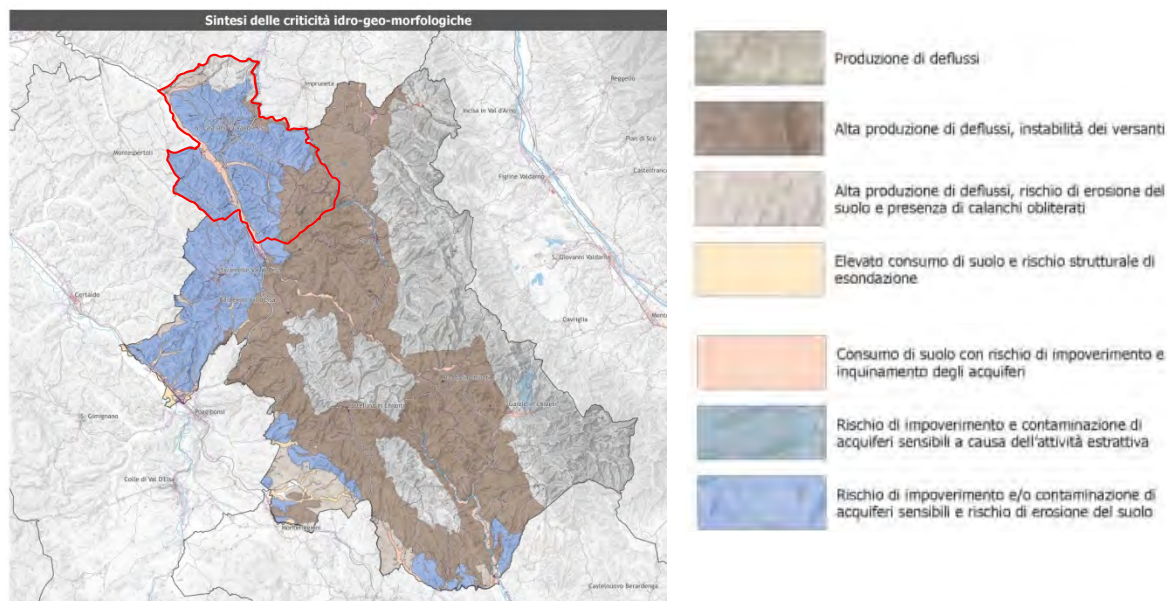 Sintesi delle criticità idro-geo-morfologiche
Impruneta
Reggello
Incisa in Val d'Arno
Pian di Scò
Montespertoli
Castelfranco
Figline Valdarno
S. Giovanni Valdarno
Certaldo
Cavriglia
S. Gimignano
Poggibonsi
Castellina in Chianti
Gaiole in Chianti
Colle di Val D'Elsa
Monteriggioni
Castelnuovo Berardenga
Produzione di deflussi
Alta produzione di deflussi, instabilità dei versanti
Alta produzione di deflussi, rischio di erosione del
suolo e presenza di calanchi obliterati
Elevato consumo di suolo e rischio strutturale di
esondazione
Consumo di suolo con rischio di impoverimento e
inquinamento degli acquiferi
Rischio di impoverimento e contaminazione di
acquiferi sensibili a causa dell'attività estrattiva
Rischio di impoverimento e/o contaminazione di
acquiferi sensibili e rischio di erosione del suolo